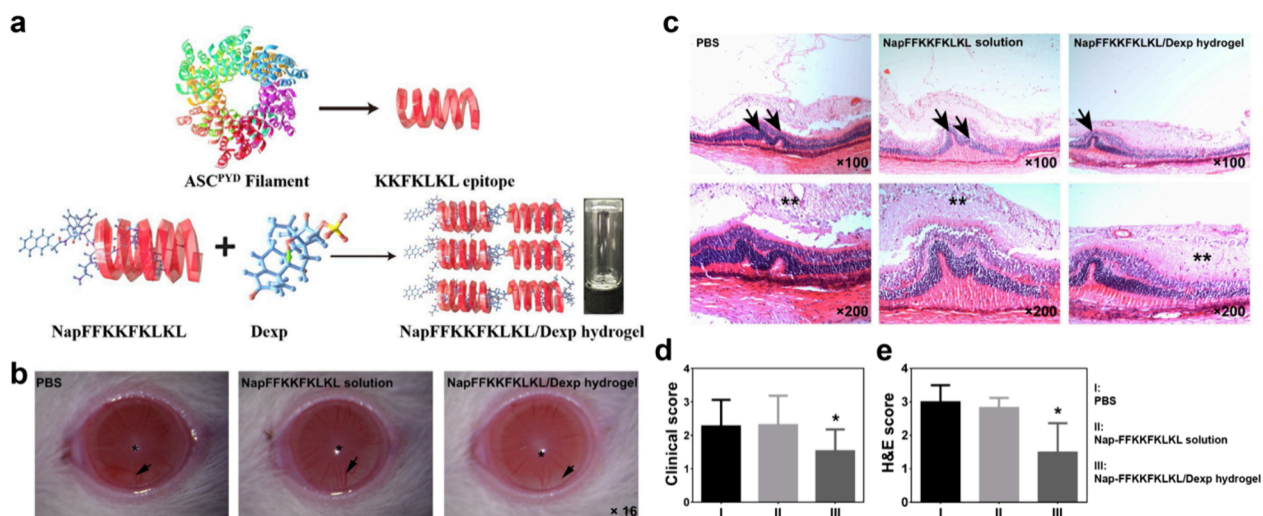 a
ASCPYD Filament
KKFKLKL epitope
NapFFKKFKLKL
Dexp
NapFFKKFKLKL/Dexp hydrogel
b
PBS
NapFFKKFKLKL solution
NapFFKKFKLKL/Dexp hydrogel
*
*
*
× 16
c
PBS
NapFFKKFKLKL solution
NapFFKKFKLKL/Dexp hydrogel
×100
×100
×100
**
**
**
×200
×200
×200
d
Clinical score
4
3
2
1
0
*
I
II
III
e
H&E score
4
3
2
1
0
*
I
II
III
I:
PBS
II:
Nap-FFKKFKLKL solution
III:
Nap-FFKKFKLKL/Dexp hydrogel